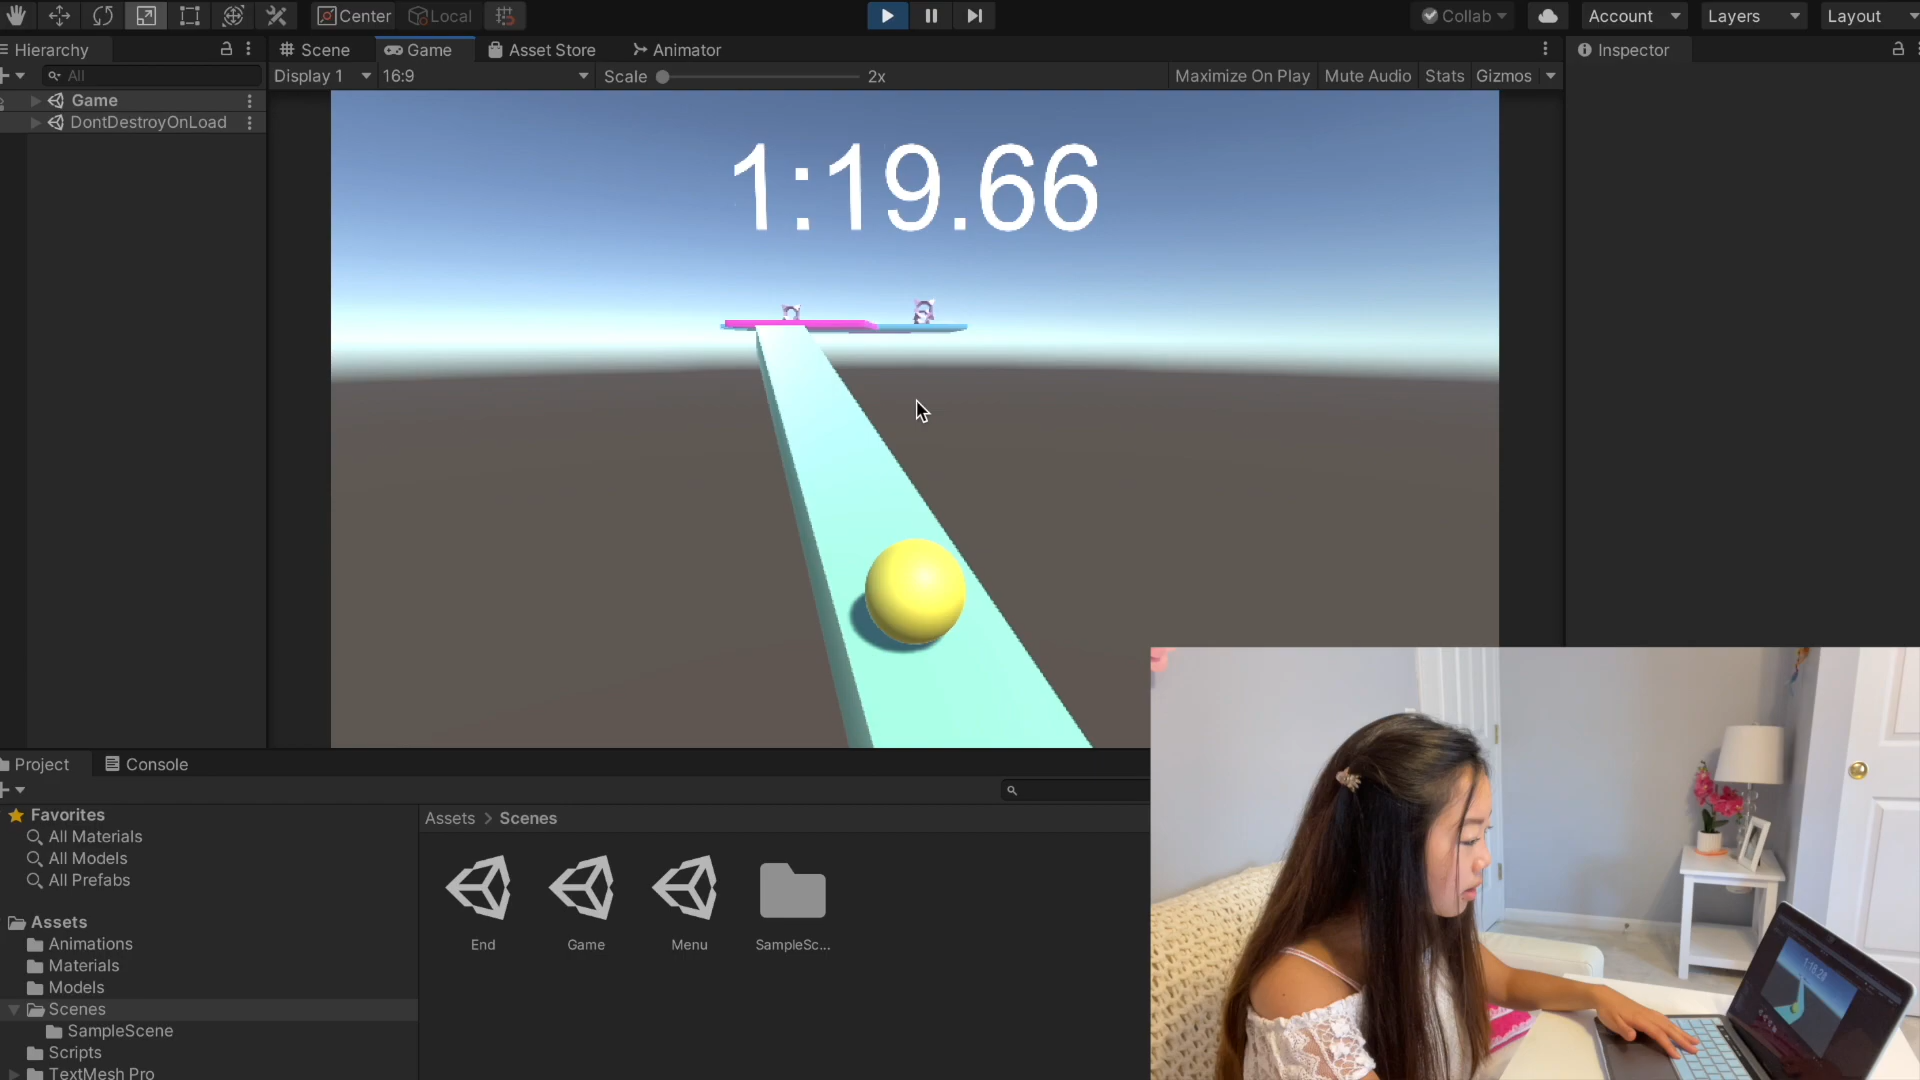 Center
Local
Collab
Account
Layers
Layout
Hierarchy
Scene
Game
Asset Store
Animator
Inspector
All
Display 1
16:9
Scale
2x
Maximize On Play
Mute Audio
Stats
Gizmos
Game
DontDestroyOnLoad
1:19.66
Project
Console
Favorites
All Materials
All Models
All Prefabs
Assets
Animations
Materials
Models
Scenes
SampleScene
Scripts
TextMesh Pro
Assets > Scenes
End
Game
Menu
SampleSc...